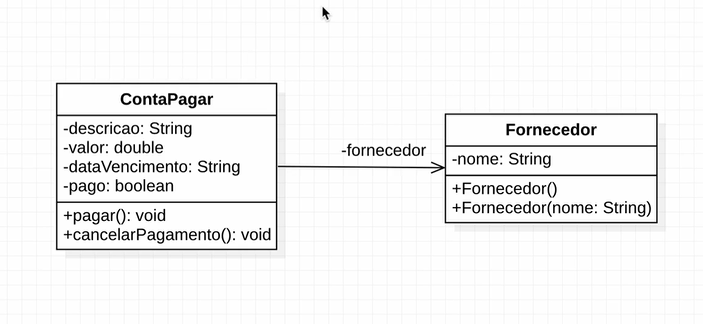 ContaPagar
-descricao: String
-valor: double
-dataVencimento: String
-pago: boolean
+pagar(): void
+cancelarPagamento(): void
-fornecedor
Fornecedor
-nome: String
+Fornecedor()
+Fornecedor(nome: String)